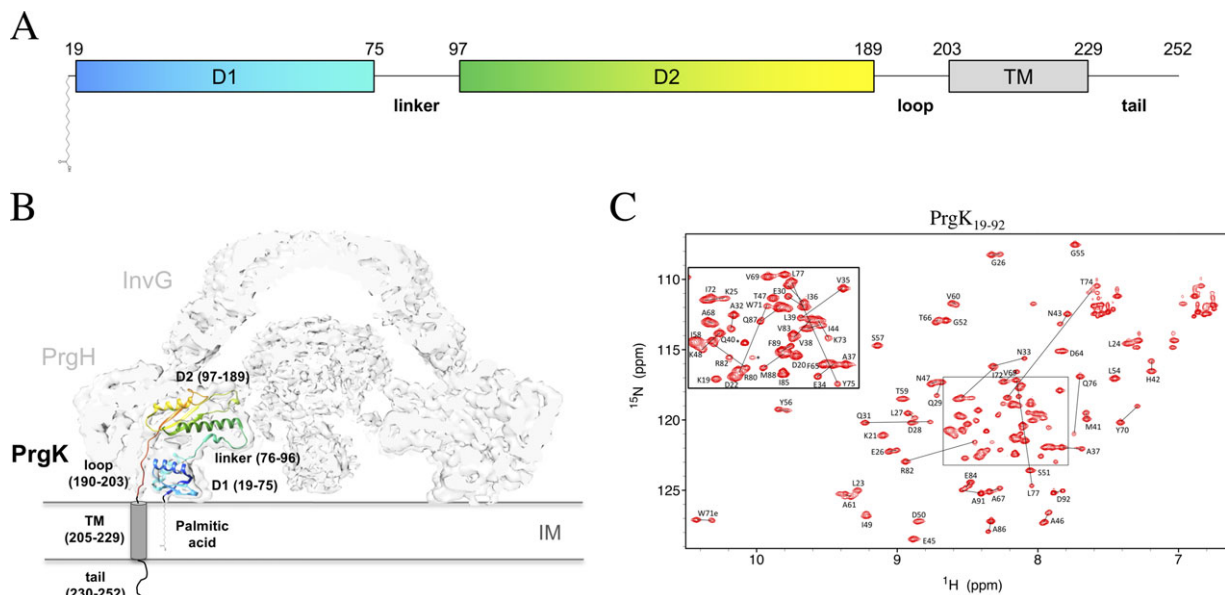 A
19 75 97 189 203 229 252
D1 D2 TM
linker loop tail
B
InvG
PrgH
D2 (97-189)
PrgK
linker (76-96)
loop
(190-203)
D1 (19-75)
TM
(205-229)
Palmitic
acid
IM
tail
(230-252)
C
PrgK19-92
15N (ppm)
110
115
120
125
10 9 8 7
1H (ppm)
G55
G26
T74
V60
T66 G52
N43
S57
D64
L24
N33
V68
I72
L54
H42
N47
Q29
Q76
T59
Y56
Q31
L27
D28
M41
Y70
K21
E26
R82
A37
S51
E84
L77
L23
A61
A91
A67
D92
I49
D50
A86
A46
W71e
E45
V69
L77
V35
I72
K25
T47
E30
A32
W71
I36
A68
Q87
L39
I44
I58
Q40*
V83
V38
K73
K48
R82
*
F89
D20
F65
A37
K19
D22
R80
M88
I85
E34
Y75